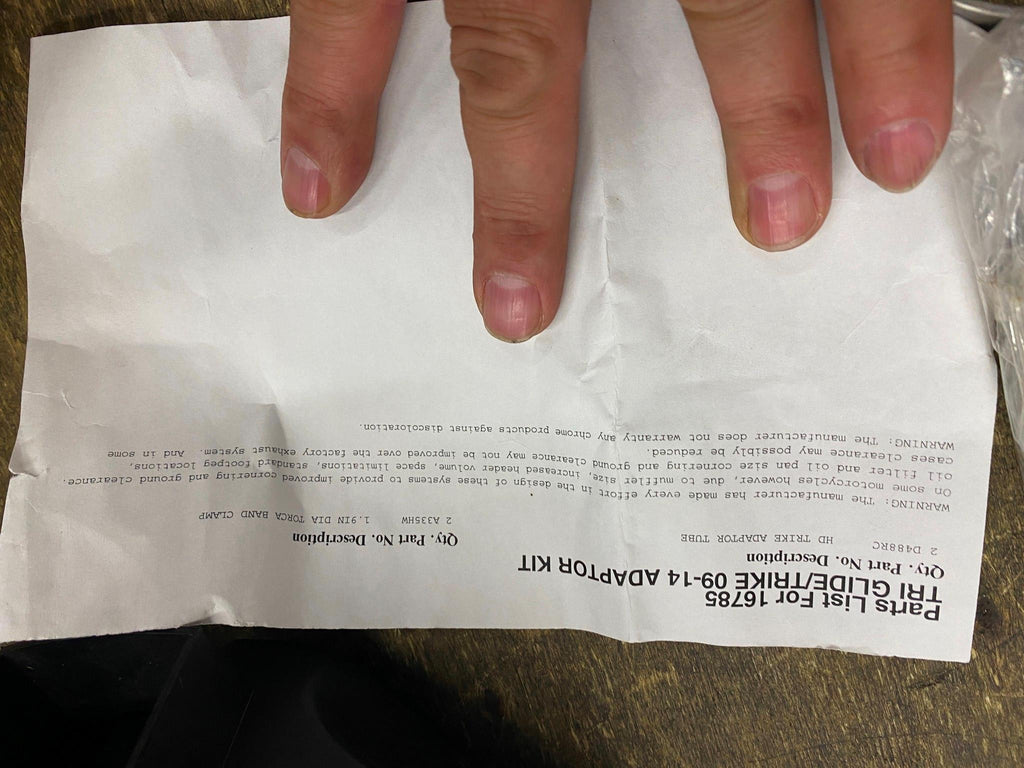 Parts List For 16785
TRI GLIDE/TRIKE 09-14 ADAPTOR KIT
Qty. Part No. Description
2 D488RC HD TRIKE ADAPTOR TUBE
Qty. Part No. Description
2 A335HW 1.9IN DIA TORCA BAND CLAMP
WARNING: The manufacturer has made every effort in the design of these systems to provide improved cornering and ground clearance.
On some motorcycles however, due to muffler size, increased header volume, space limitations, standard footpeg locations,
oil filter and oil pan size cornering and ground clearance may not be improved over the factory exhaust system. And in some
cases clearance may possibly be reduced.
WARNING: The manufacturer does not warranty any chrome products against discoloration.